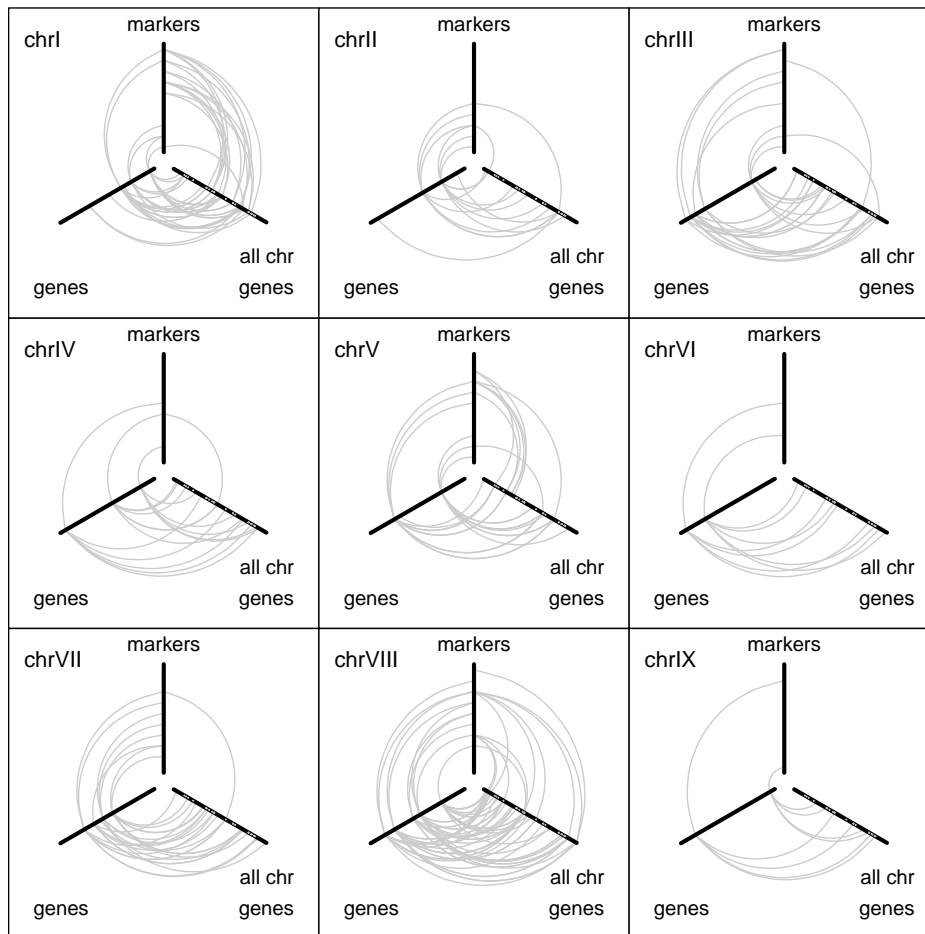 markers
chrI
all chr
genes
genes
markers
chrII
all chr
genes
genes
markers
chrIII
all chr
genes
genes
markers
chrIV
all chr
genes
genes
markers
chrV
all chr
genes
genes
markers
chrVI
all chr
genes
genes
markers
chrVII
all chr
genes
genes
markers
chrVIII
all chr
genes
genes
markers
chrIX
all chr
genes
genes